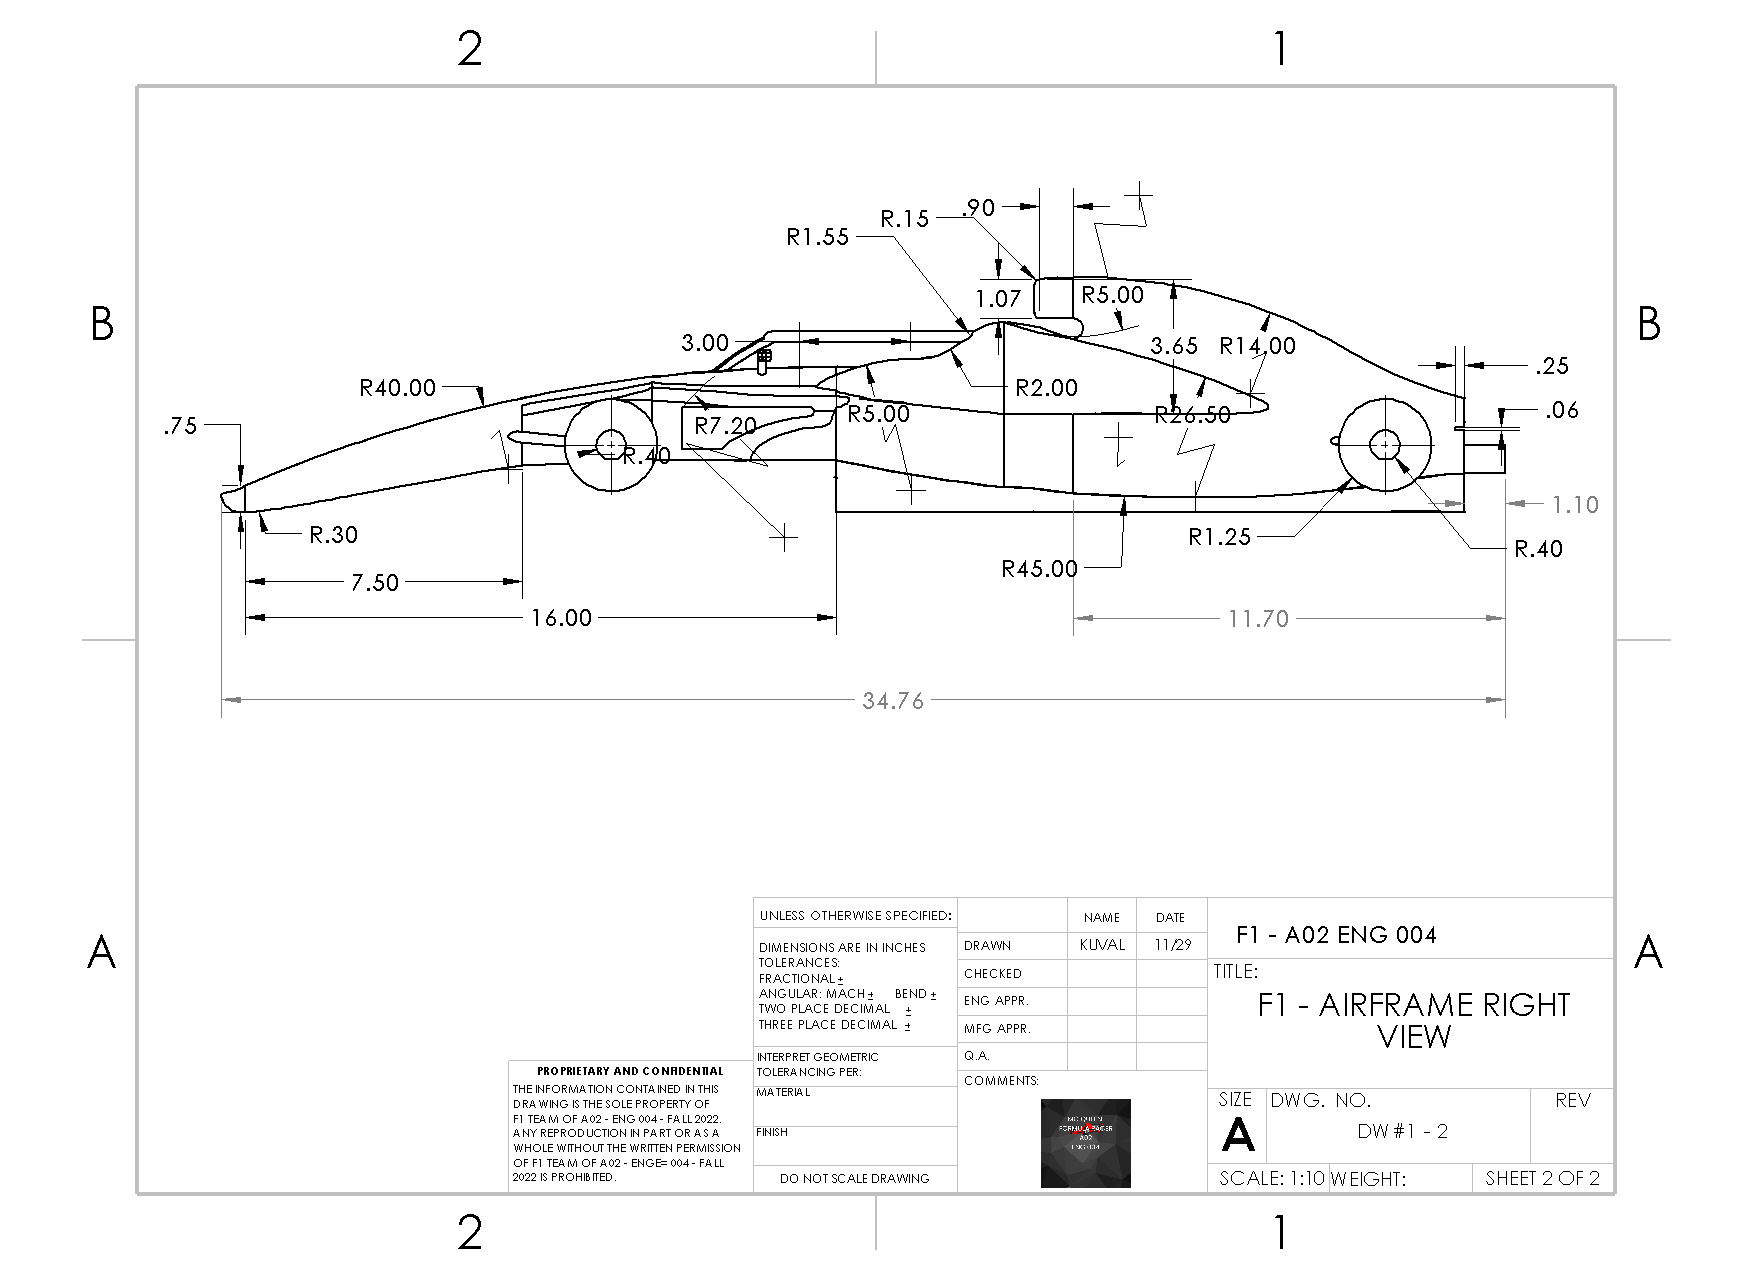 2
1
B
B
.90
R.15
R1.55
1.07
R5.00
3.00
3.65
R14.00
.25
R40.00
R2.00
.06
R5.00
R26.50
.75
R7.20
R.40
1.10
R.30
R1.25
R.40
R45.00
7.50
16.00
11.70
34.76
A
A
UNLESS OTHERWISE SPECIFIED:
DIMENSIONS ARE IN INCHES
TOLERANCES:
FRACTIONAL ±
ANGULAR: MACH ± BEND ±
TWO PLACE DECIMAL ±
THREE PLACE DECIMAL ±
INTERPRET GEOMETRIC
TOLERANCING PER:
MATERIAL
FINISH
DO NOT SCALE DRAWING
NAME DATE
DRAWN KUVAL 11/29
CHECKED
ENG APPR.
MFG APPR.
Q.A.
COMMENTS:
FORMULA RACER
A02
ENG 004
F1 - A02 ENG 004
TITLE:
F1 - AIRFRAME RIGHT
VIEW
SIZE DWG. NO. REV
A DW #1 - 2
SCALE: 1:10 WEIGHT: SHEET 2 OF 2
PROPRIETARY AND CONFIDENTIAL
THE INFORMATION CONTAINED IN THIS
DRAWING IS THE SOLE PROPERTY OF
F1 TEAM OF A02 - ENG 004 - FALL 2022.
ANY REPRODUCTION IN PART OR AS A
WHOLE WITHOUT THE WRITTEN PERMISSION
OF F1 TEAM OF A02 - ENGE= 004 - FALL
2022 IS PROHIBITED.
2
1